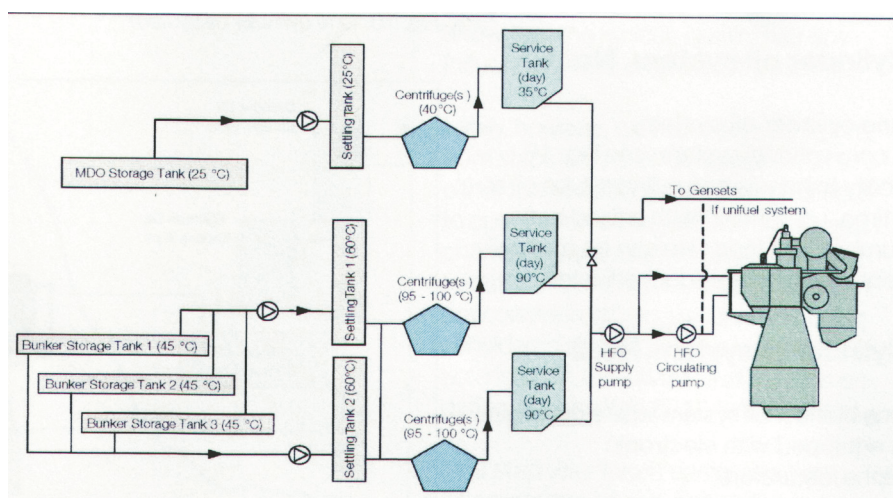 Service
Tank
(day)
35°C
Centrifuge(s)
(40°C)
Settling Tank (25°C)
MDO Storage Tank (25 °C)
To Gensets
If unifuel system
Service
Tank
(day)
90°C
Centrifuge(s)
(95 - 100 °C)
Settling Tank 1 (60°C)
Bunker Storage Tank 1 (45 °C)
Bunker Storage Tank 2 (45 °C)
Bunker Storage Tank 3 (45 °C)
HFO
Supply
pump
HFO
Circulating
pump
Service
Tank
(day)
90°C
Centrifuge(s)
(95 - 100 °C)
Settling Tank 2 (60°C)